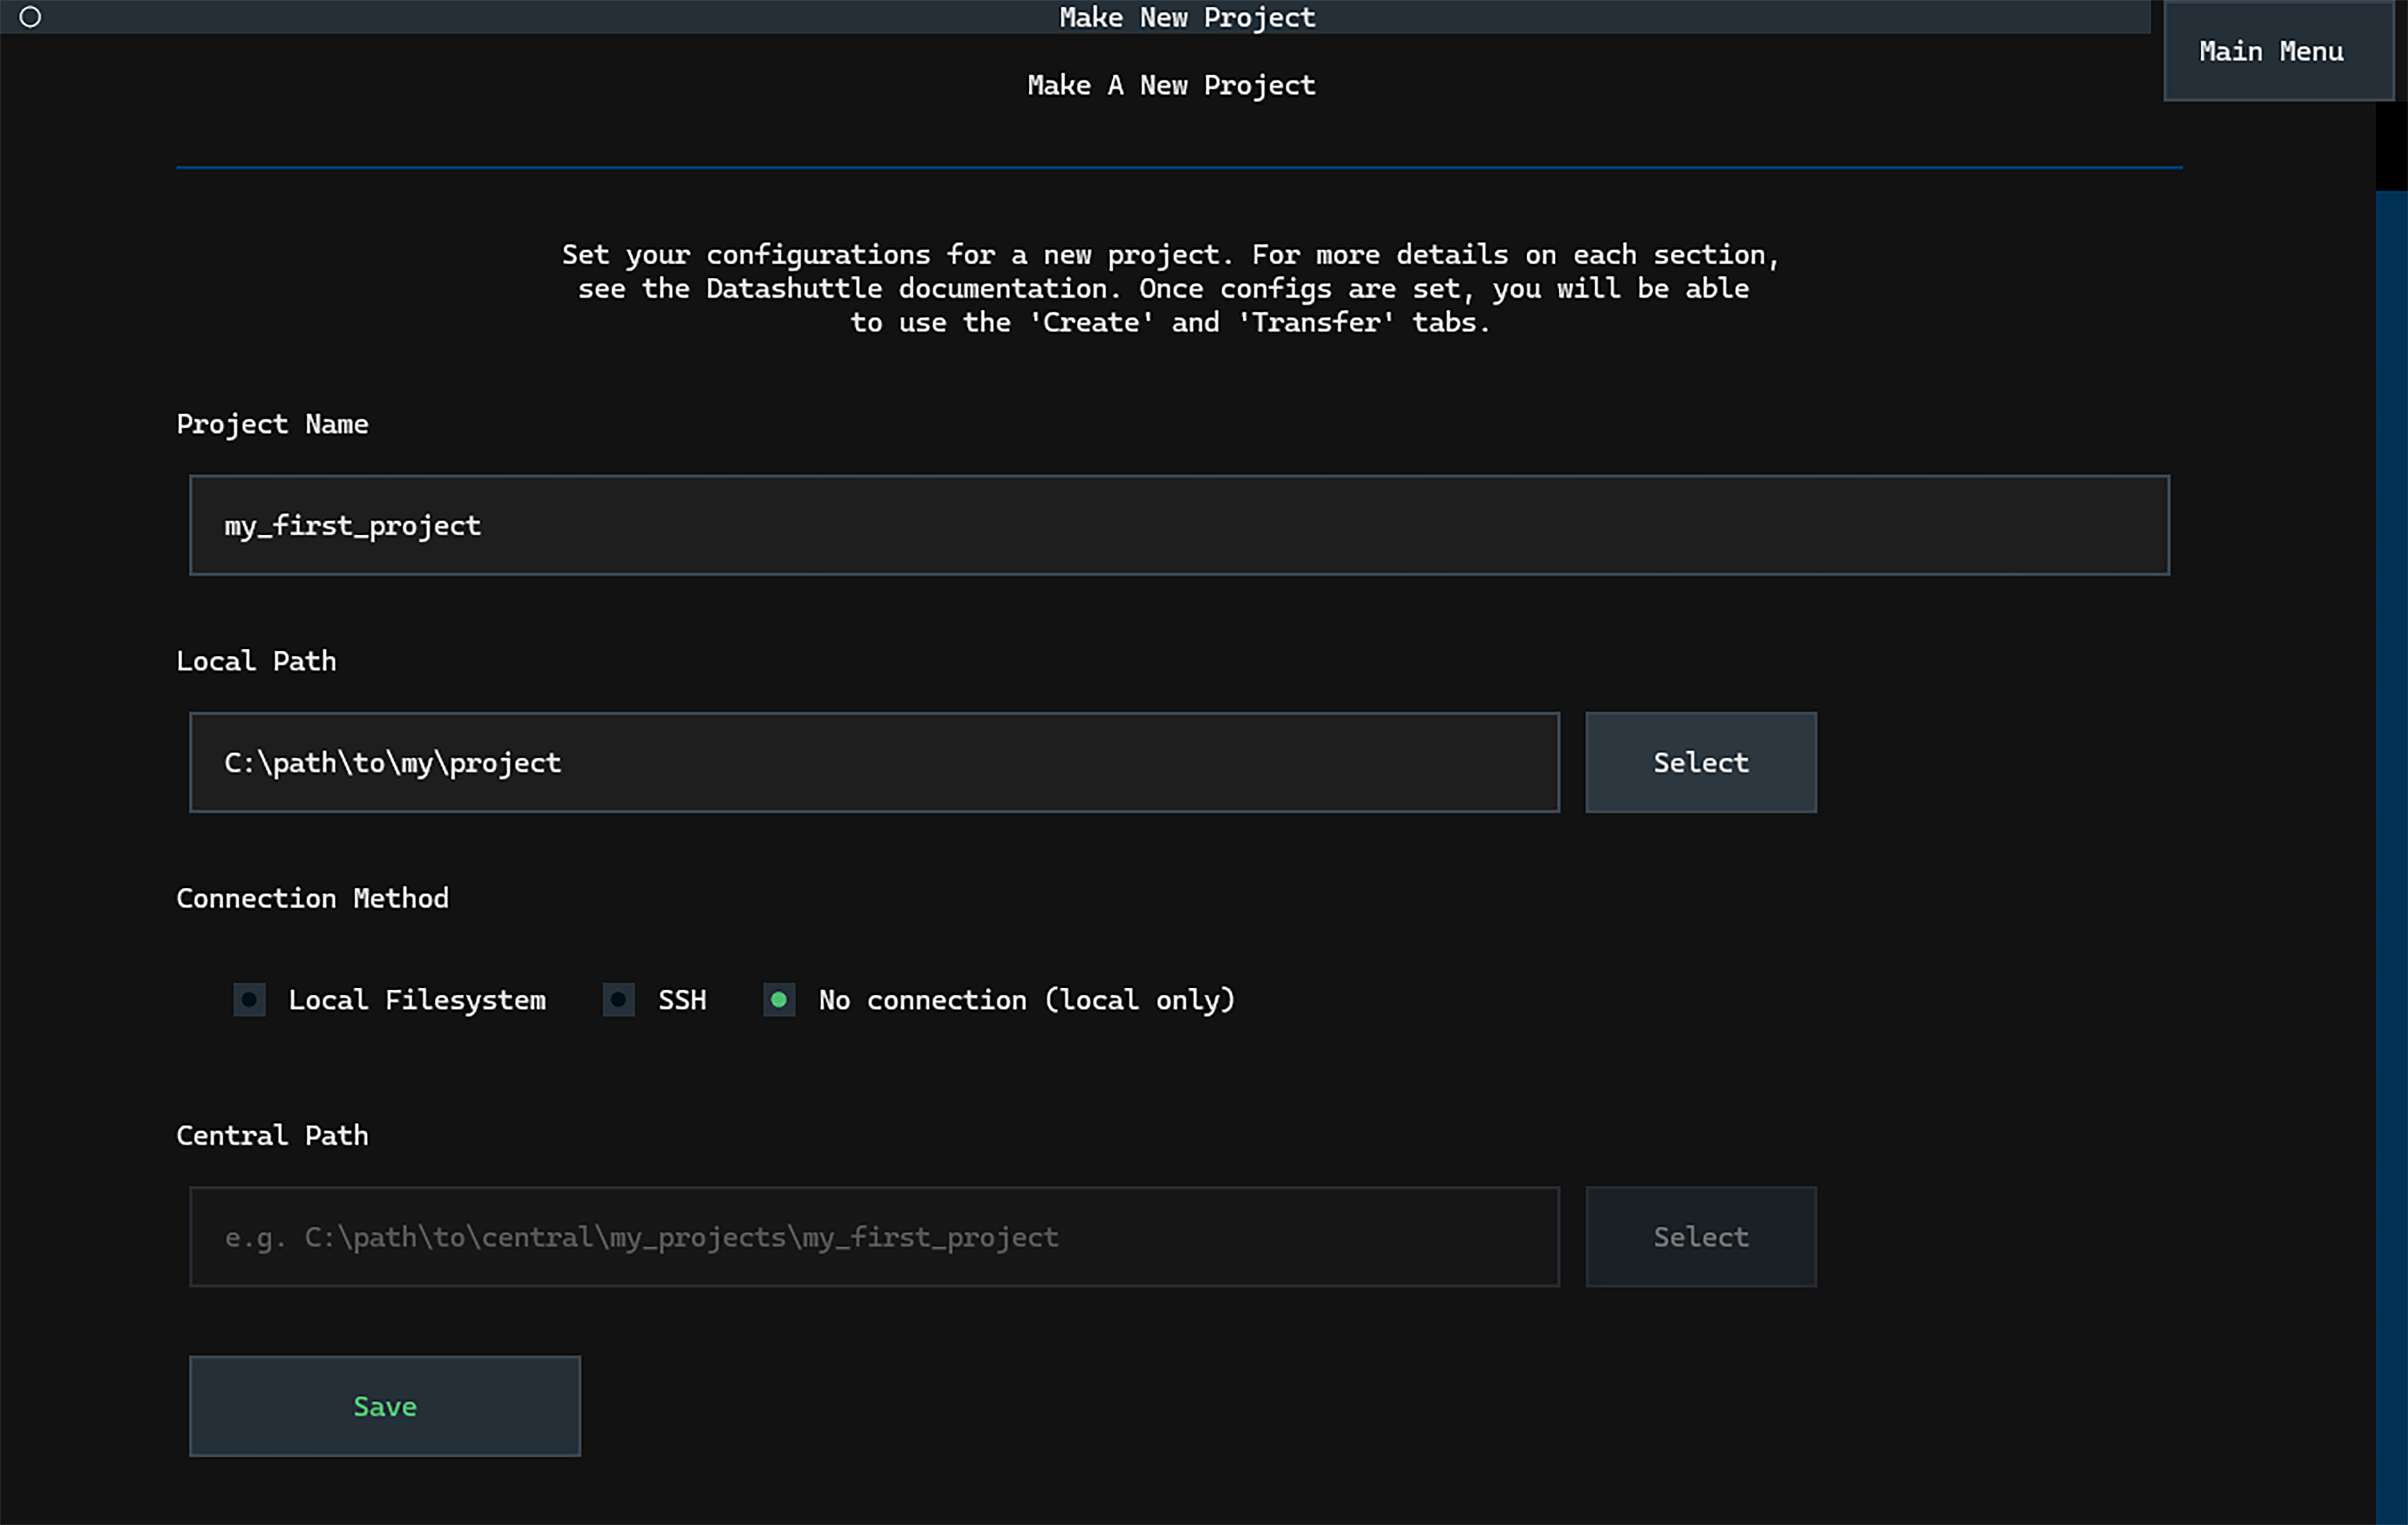 Make New Project
Main Menu
Make A New Project
Set your configurations for a new project. For more details on each section,
see the Datashuttle documentation. Once configs are set, you will be able
to use the 'Create' and 'Transfer' tabs.
Project Name
my_first_project
Local Path
C:\path\to\my\project
Select
Connection Method
Local Filesystem SSH No connection (local only)
Central Path
e.g. C:\path\to\central\my_projects\my_first_project
Select
Save